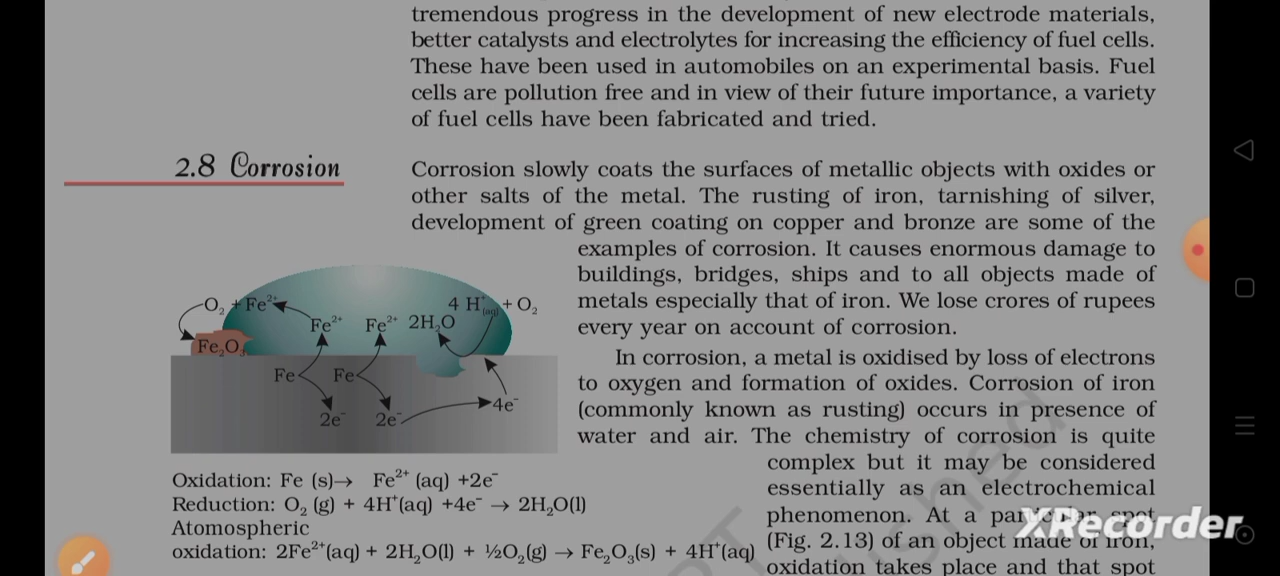 tremendous progress in the development of new electrode materials,
better catalysts and electrolytes for increasing the efficiency of fuel cells.
These have been used in automobiles on an experimental basis. Fuel
cells are pollution free and in view of their future importance, a variety
of fuel cells have been fabricated and tried.
2.8 Corrosion
Corrosion slowly coats the surfaces of metallic objects with oxides or
other salts of the metal. The rusting of iron, tarnishing of silver,
development of green coating on copper and bronze are some of the
examples of corrosion. It causes enormous damage to
buildings, bridges, ships and to all objects made of
metals especially that of iron. We lose crores of rupees
every year on account of corrosion.
In corrosion, a metal is oxidised by loss of electrons
to oxygen and formation of oxides. Corrosion of iron
(commonly known as rusting) occurs in presence of
water and air. The chemistry of corrosion is quite
complex but it may be considered
essentially as an electrochemical
phenomenon. At a particular spot
(Fig. 2.13) of an object made of iron,
oxidation takes place and that spot
O₂ + Fe²⁺
4 H⁺(aq) + O₂
Fe²⁺ Fe²⁺ 2H₂O
Fe₂O₃
Fe Fe
2e⁻ 2e⁻ 4e⁻
Oxidation: Fe (s)→ Fe²⁺ (aq) +2e⁻
Reduction: O₂ (g) + 4H⁺(aq) +4e⁻ → 2H₂O(l)
Atomospheric
oxidation: 2Fe²⁺(aq) + 2H₂O(l) + ½O₂(g) → Fe₂O₃(s) + 4H⁺(aq)
XRecorder